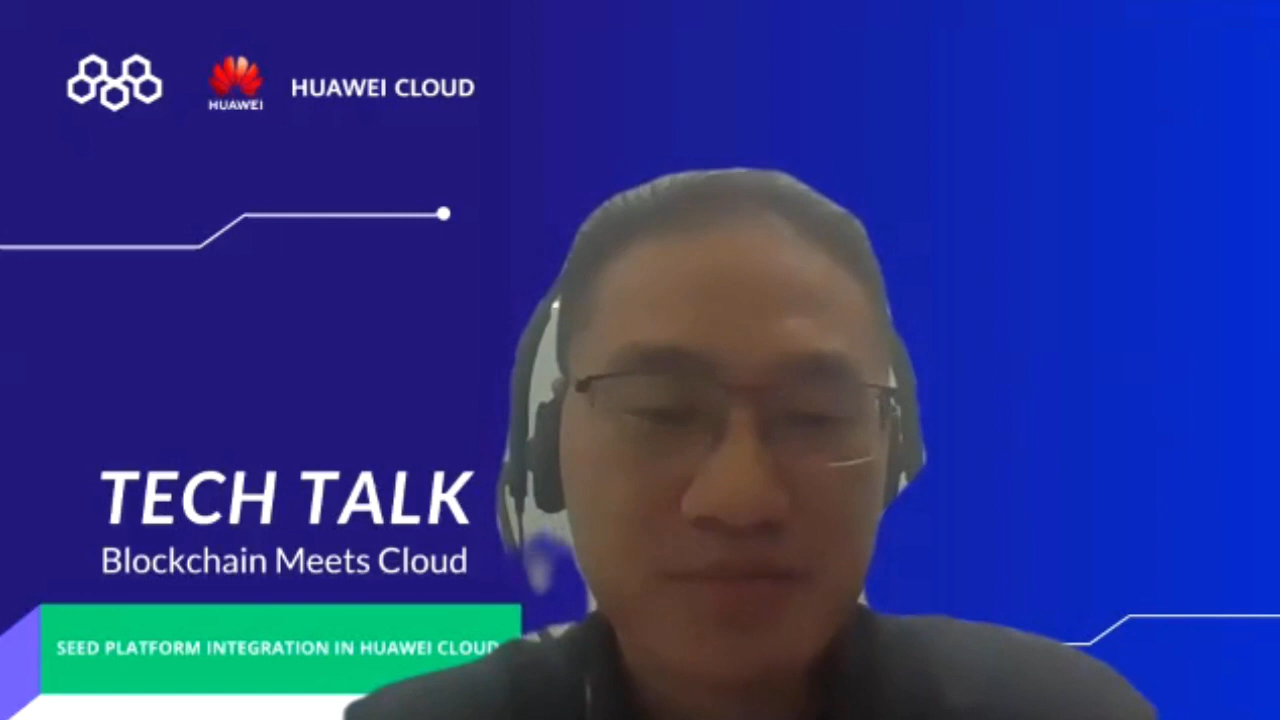 HUAWEI
HUAWEI CLOUD
TECH TALK
Blockchain Meets Cloud
SEED PLATFORM INTEGRATION IN HUAWEI CLOUD